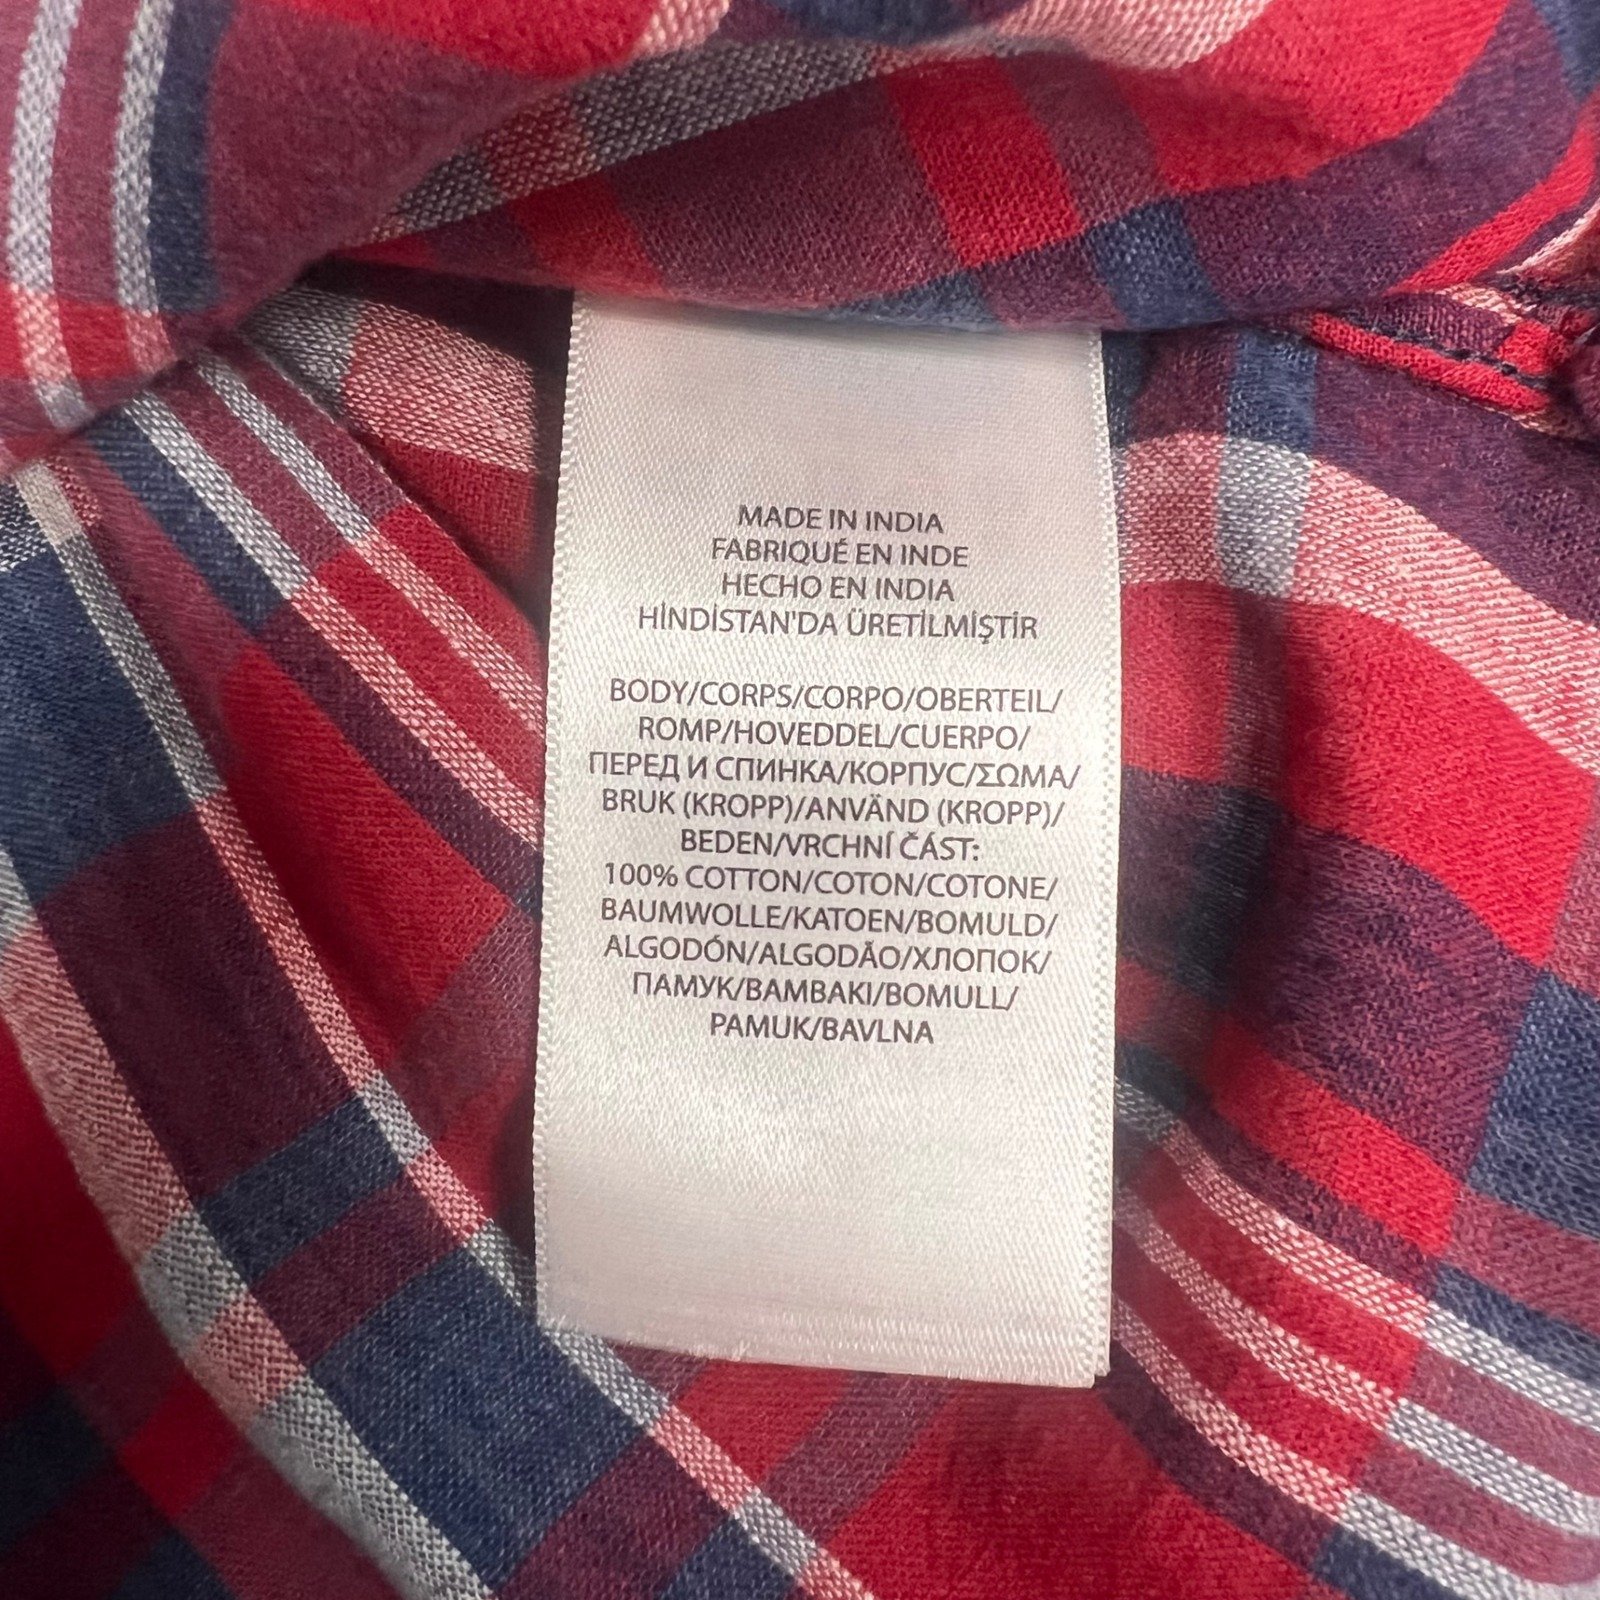 MADE IN INDIA
FABRIQUÉ EN INDE
HECHO EN INDIA
HİNDİSTAN'DA ÜRETİLMİŞTİR
BODY/CORPS/CORPO/OBERTEIL/
ROMP/HOVEDDEL/CUERPO/
ПЕРЕД И СПИНКА/КОРПУС/ΣΩΜΑ/
BRUK (KROPP)/ANVÄND (KROPP)/
BEDEN/VRCHNÍ ČÁST:
100% COTTON/COTON/COTONE/
BAUMWOLLE/KATOEN/BOMULD/
ALGODÓN/ALGODÃO/ХЛОПОК/
ПАМУК/ΒΑΜΒΑΚΙ/BOMULL/
PAMUK/BAVLNA